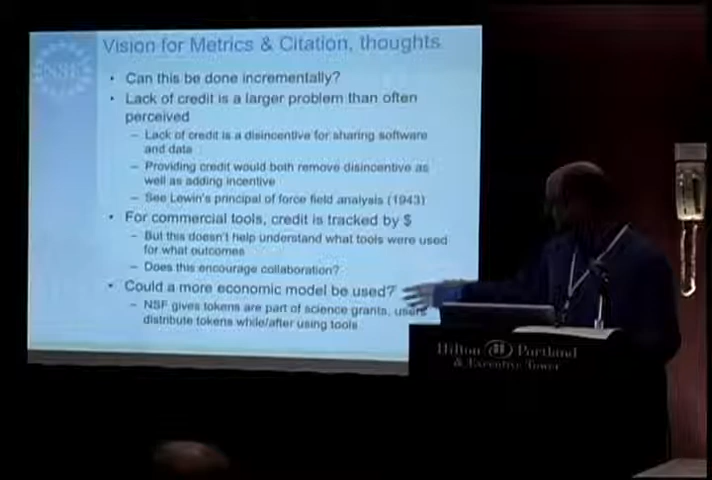 Vision for Metrics & Citation, thoughts
NSF
• Can this be done incrementally?
• Lack of credit is a larger problem than often
perceived
– Lack of credit is a disincentive for sharing software
and data
– Providing credit would both remove disincentive as
well as adding incentive
– See Lewin's principal of force field analysis (1943)
• For commercial tools, credit is tracked by $
– But this doesn't help understand what tools were used
for what outcomes
– Does this encourage collaboration?
• Could a more economic model be used?
– NSF gives tokens are part of science grants, users
distribute tokens while/after using tools
Hilton Portland
& Executive Tower